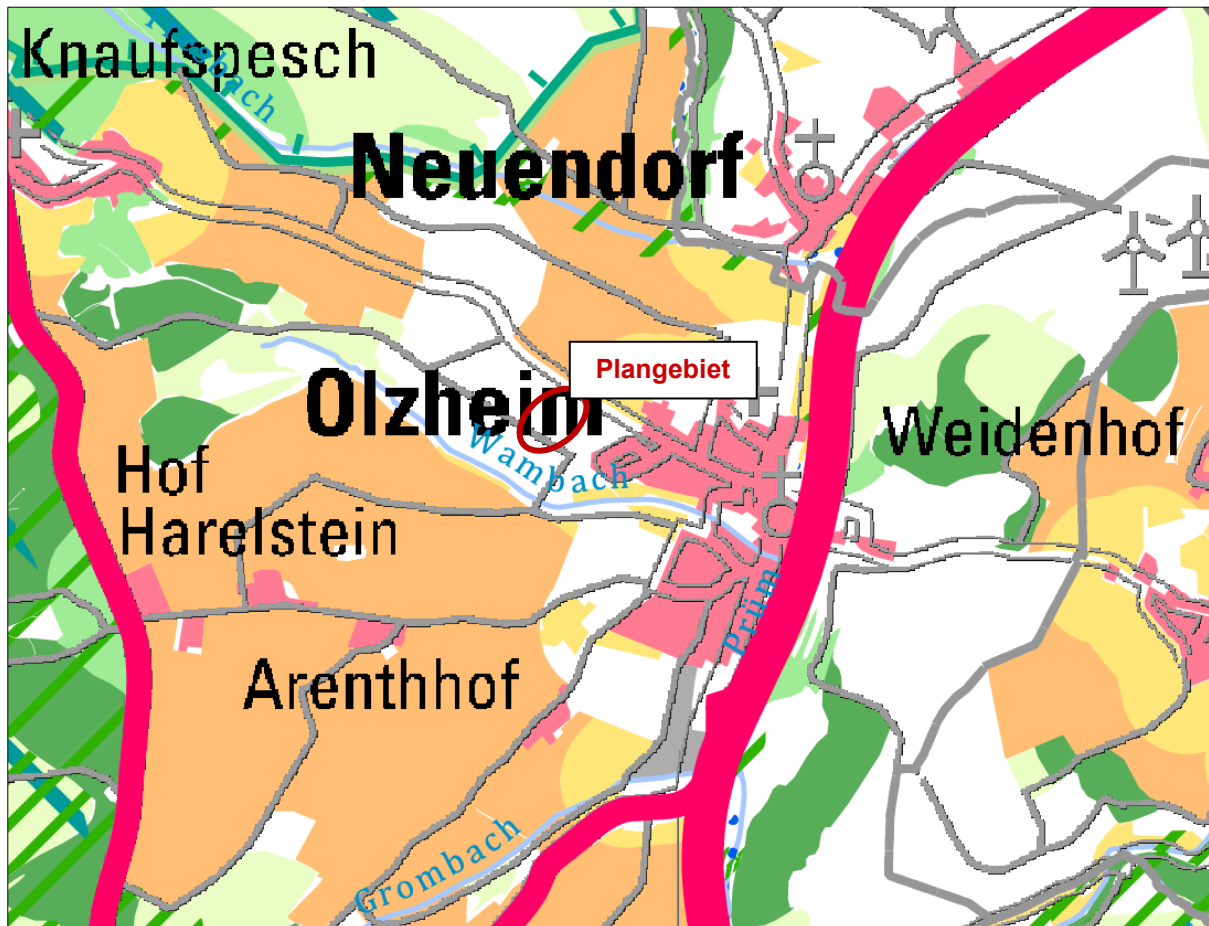 Knaufspesch
Neuendorf
Plangebiet
Olzheim
Wambach
Weidenhof
Hof
Harelstein
Prüm
Arenthhof
Grombach